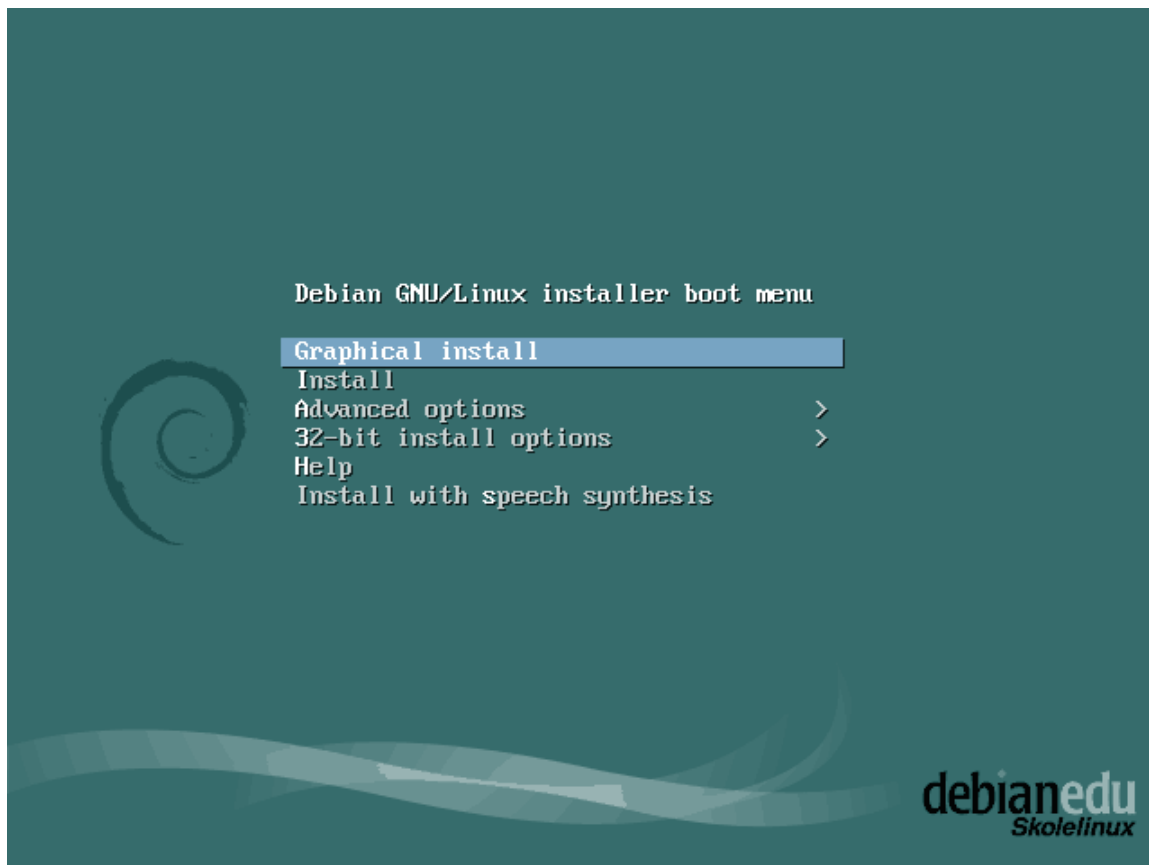 Debian GNU/Linux installer boot menu
Graphical install
Install
Advanced options >
32-bit install options >
Help
Install with speech synthesis
debianedu
Skolelinux